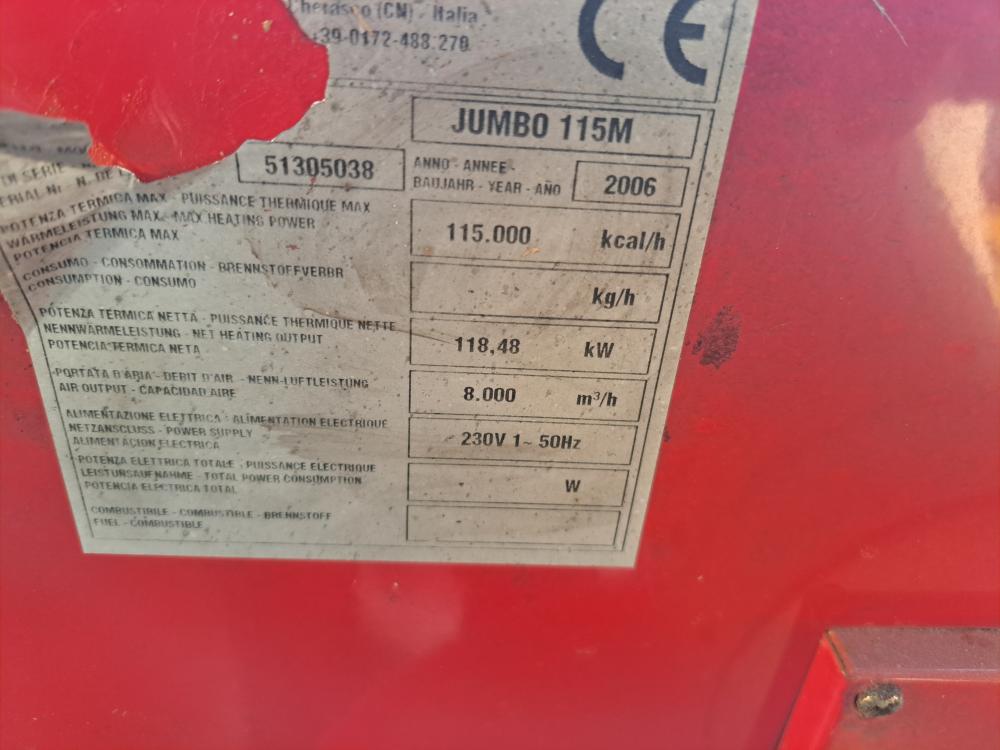 Cherasco (CN) - Italia
+39-0172-488.270
CE
JUMBO 115M
51305038
ANNO - ANNEE -
BAUJAHR - YEAR - AÑO
2006
POTENZA TERMICA MAX - PUISSANCE THERMIQUE MAX
WÄRMELEISTUNG MAX - MAX HEATING POWER
POTENCIA TERMICA MAX
115.000 kcal/h
CONSUMO - CONSOMMATION - BRENNSTOFFVERBR
CONSUMPTION - CONSUMO
kg/h
POTENZA TERMICA NETTA - PUISSANCE THERMIQUE NETTE
NENNWÄRMELEISTUNG - NET HEATING OUTPUT
POTENCIA TERMICA NETA
118,48 kW
PORTATA D'ARIA - DEBIT D'AIR - NENN-LUFTLEISTUNG
AIR OUTPUT - CAPACIDAD AIRE
8.000 m³/h
ALIMENTAZIONE ELETTRICA - ALIMENTATION ELECTRIQUE
NETZANSCLUSS - POWER SUPPLY
ALIMENTACION ELECTRICA
230V 1~ 50Hz
POTENZA ELETTRICA TOTALE - PUISSANCE ELECTRIQUE
LEISTUNSAUFNAHME - TOTAL POWER CONSUMPTION
POTENCIA ELECTRICA TOTAL
W
COMBUSTIBILE - COMBUSTIBLE - BRENNSTOFF
FUEL - COMBUSTIBLE